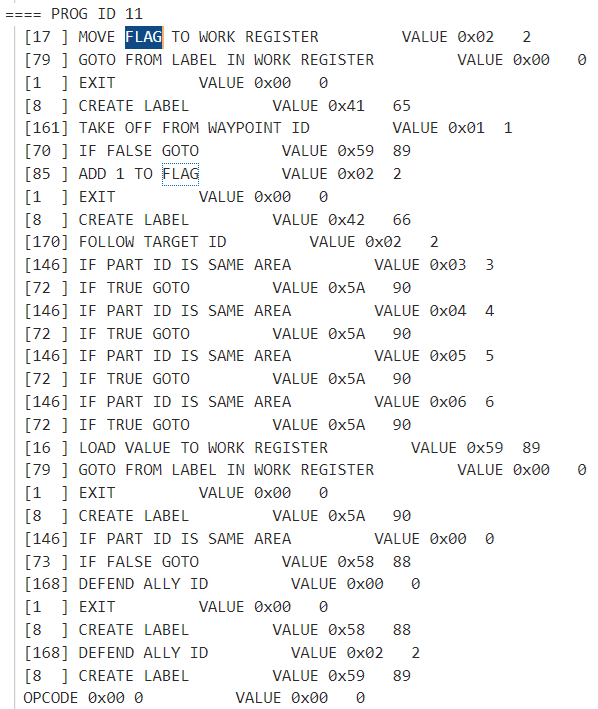 ==== PROG ID 11
[17 ] MOVE FLAG TO WORK REGISTER VALUE 0x02 2
[79 ] GOTO FROM LABEL IN WORK REGISTER VALUE 0x00 0
[1 ] EXIT VALUE 0x00 0
[8 ] CREATE LABEL VALUE 0x41 65
[161] TAKE OFF FROM WAYPOINT ID VALUE 0x01 1
[70 ] IF FALSE GOTO VALUE 0x59 89
[85 ] ADD 1 TO FLAG VALUE 0x02 2
[1 ] EXIT VALUE 0x00 0
[8 ] CREATE LABEL VALUE 0x42 66
[170] FOLLOW TARGET ID VALUE 0x02 2
[146] IF PART ID IS SAME AREA VALUE 0x03 3
[72 ] IF TRUE GOTO VALUE 0x5A 90
[146] IF PART ID IS SAME AREA VALUE 0x04 4
[72 ] IF TRUE GOTO VALUE 0x5A 90
[146] IF PART ID IS SAME AREA VALUE 0x05 5
[72 ] IF TRUE GOTO VALUE 0x5A 90
[146] IF PART ID IS SAME AREA VALUE 0x06 6
[72 ] IF TRUE GOTO VALUE 0x5A 90
[16 ] LOAD VALUE TO WORK REGISTER VALUE 0x59 89
[79 ] GOTO FROM LABEL IN WORK REGISTER VALUE 0x00 0
[1 ] EXIT VALUE 0x00 0
[8 ] CREATE LABEL VALUE 0x5A 90
[146] IF PART ID IS SAME AREA VALUE 0x00 0
[73 ] IF FALSE GOTO VALUE 0x58 88
[168] DEFEND ALLY ID VALUE 0x00 0
[1 ] EXIT VALUE 0x00 0
[8 ] CREATE LABEL VALUE 0x58 88
[168] DEFEND ALLY ID VALUE 0x02 2
[8 ] CREATE LABEL VALUE 0x59 89
OPCODE 0x00 0 VALUE 0x00 0